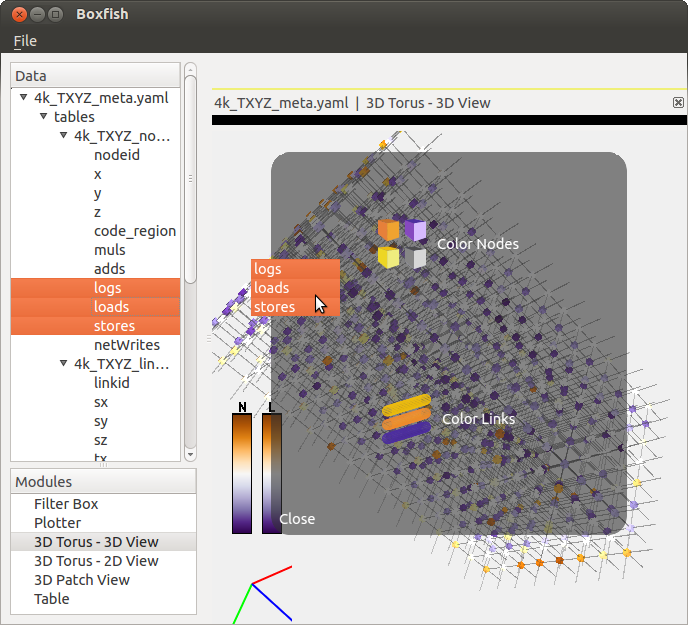 Boxfish
File
Data
4k_TXYZ_meta.yaml
tables
4k_TXYZ_no...
nodeid
x
y
z
code_region
muls
adds
logs
loads
stores
netWrites
4k_TXYZ_lin...
linkid
sx
sy
sz
tx
Modules
Filter Box
Plotter
3D Torus - 3D View
3D Torus - 2D View
3D Patch View
Table
4k_TXYZ_meta.yaml | 3D Torus - 3D View
Color Nodes
logs
loads
stores
Color Links
N L
Close